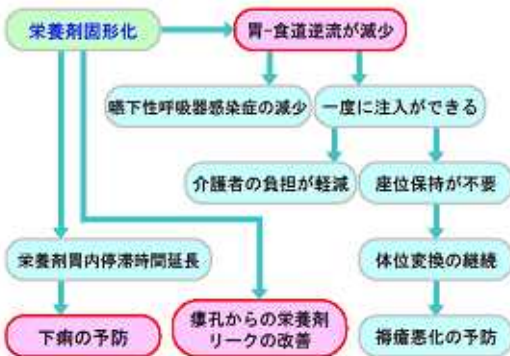 栄養剤固形化
胃-食道逆流が減少
嚥下性呼吸器感染症の減少
一度に注入ができる
介護者の負担が軽減
座位保持が不要
栄養剤胃内停滞時間延長
体位変換の継続
下痢の予防
瘻孔からの栄養剤
リークの改善
褥瘡悪化の予防